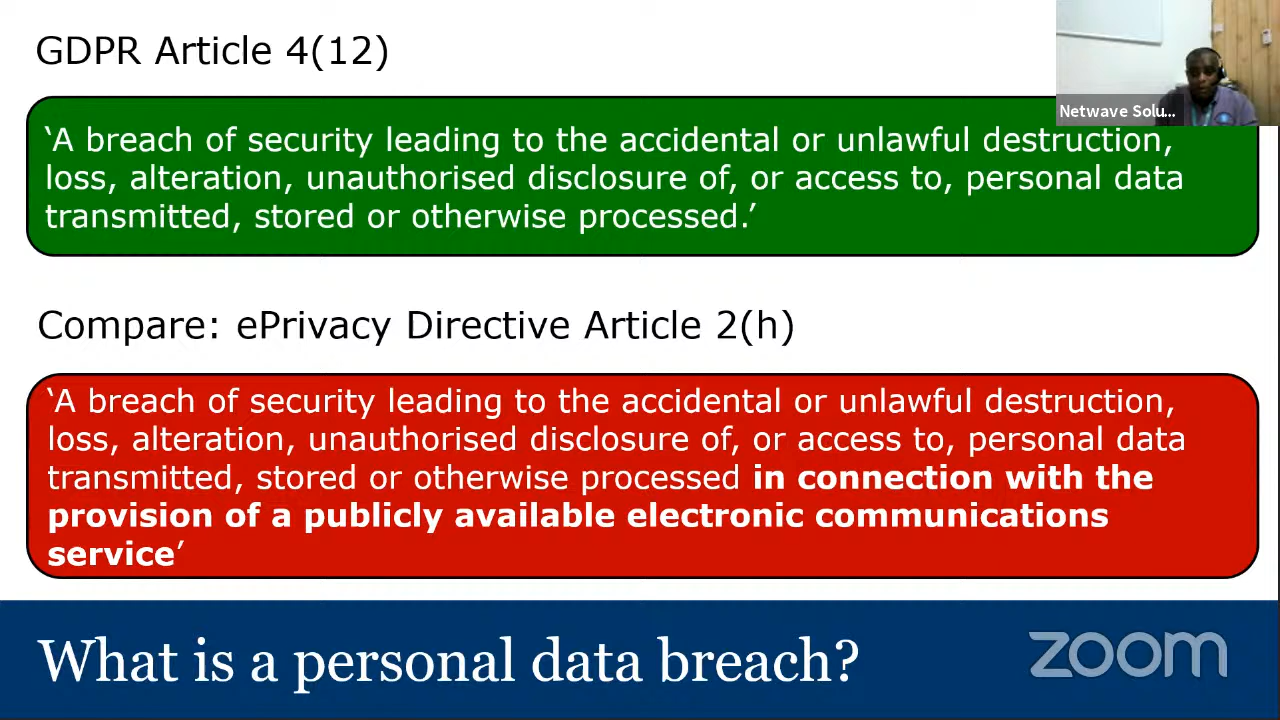 GDPR Article 4(12)
Netwave Solu...
‘A breach of security leading to the accidental or unlawful destruction,
loss, alteration, unauthorised disclosure of, or access to, personal data
transmitted, stored or otherwise processed.’
Compare: ePrivacy Directive Article 2(h)
‘A breach of security leading to the accidental or unlawful destruction,
loss, alteration, unauthorised disclosure of, or access to, personal data
transmitted, stored or otherwise processed in connection with the
provision of a publicly available electronic communications
service’
What is a personal data breach?
zoom